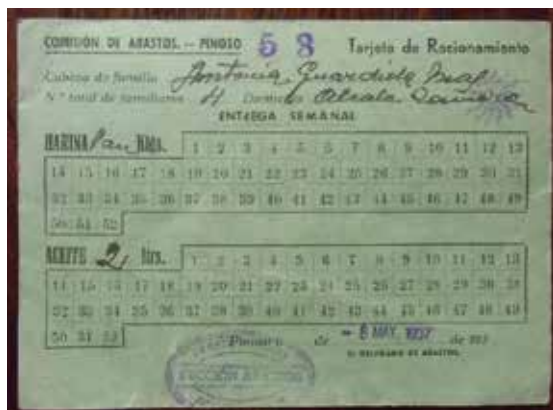 COMISIÓN DE ABASTOS. — PINOSO 58 Tarjeta de Racionamiento
Cabeza de familia Antonia Guardiola
N.º total de familiares 4 Domicilio Alcalá
ENTREGA SEMANAL
HARINA Pan KGS. 1 2 3 4 5 6 7 8 9 10 11 12 13
14 15 16 17 18 19 20 21 22 23 24 25 26 27 28 29 30 31
32 33 34 35 36 37 38 39 40 41 42 43 44 45 46 47 48 49
50 51 52
ACEITE 2 ltrs. 1 2 3 4 5 6 7 8 9 10 11 12 13
14 15 16 17 18 19 20 21 22 23 24 25 26 27 28 29 30 31
32 33 34 35 36 37 38 39 40 41 42 43 44 45 46 47 48 49
50 51 52
Pinoso de - 6 MAY. 1937 de 193
EL DELEGADO DE ABASTOS,